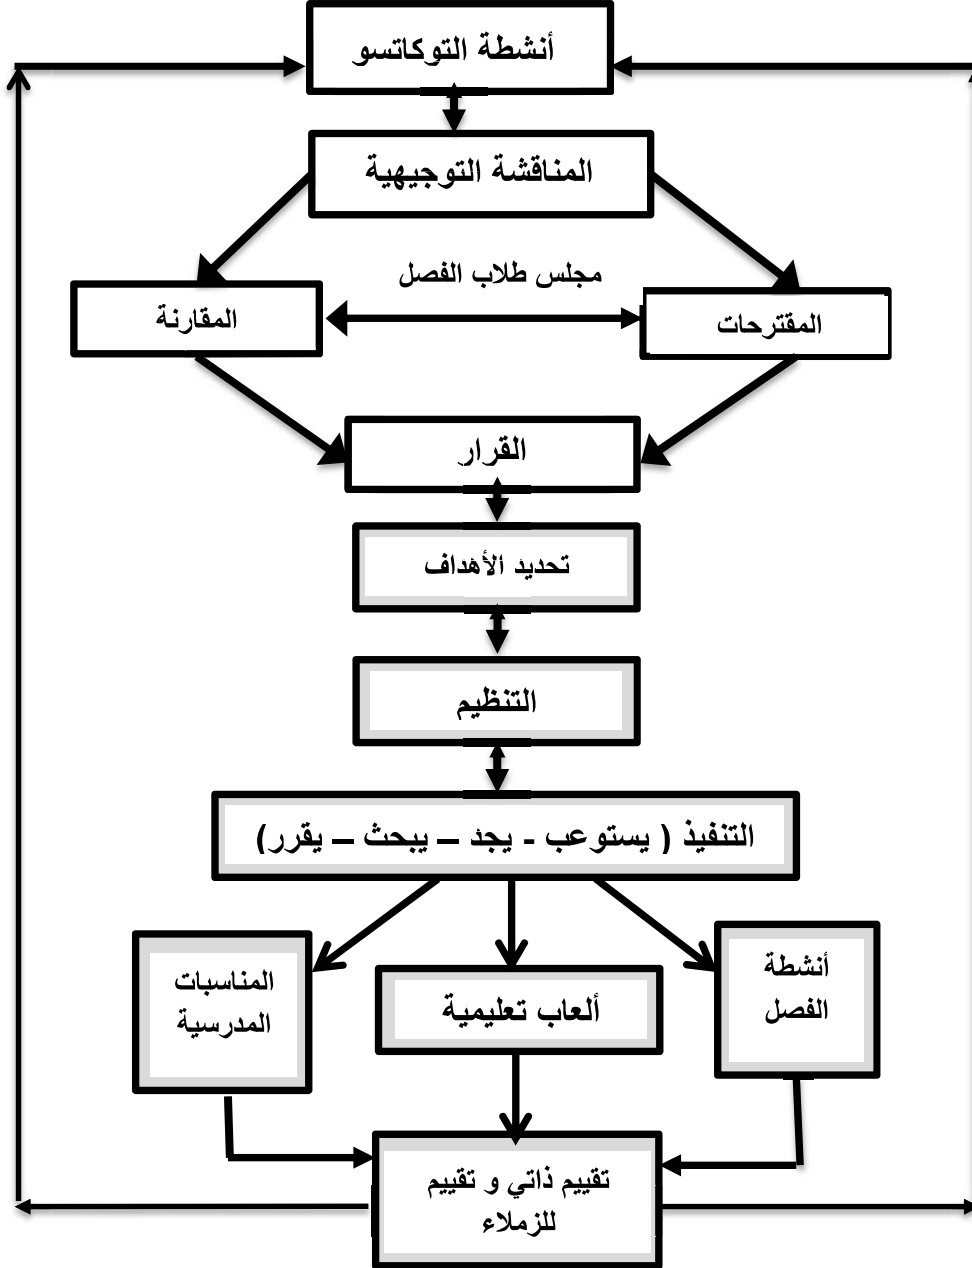 أنشطة التوكاتسو
المناقشة التوجيهية
مجلس طلاب الفصل
المقترحات
المقارنة
القرار
تحديد الأهداف
التنظيم
التنفيذ ( يستوعب - يجد – يبحث – يقرر)
أنشطة
الفصل
ألعاب تعليمية
المناسبات
المدرسية
تقييم ذاتي و تقييم
للزملاء